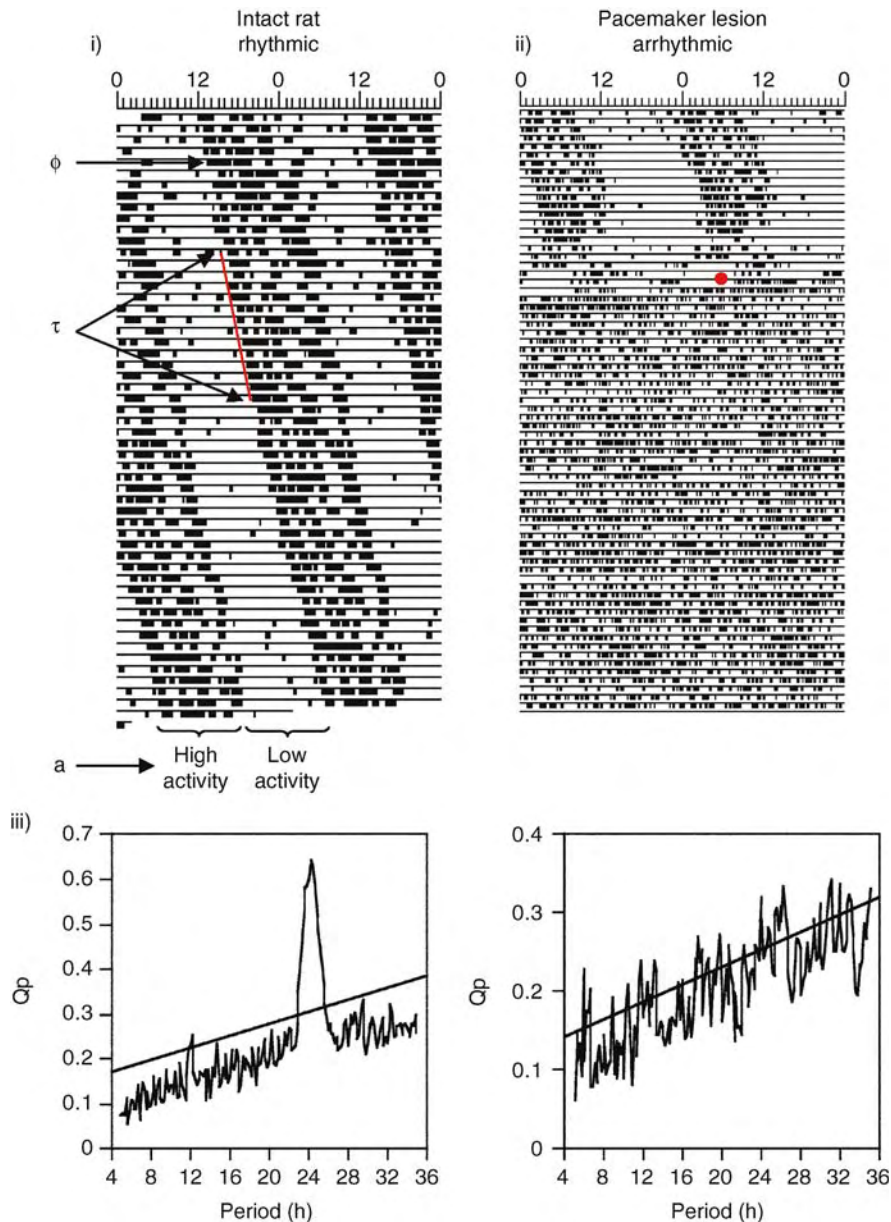 Intact rat
rhythmic
i)
0 12 0 12 0
ϕ
τ
a
High
activity
Low
activity
Pacemaker lesion
arrhythmic
ii)
0 12 0 12 0
iii)
0.7
0.6
0.5
0.4
0.3
0.2
0.1
0
Qp
4 8 12 16 20 24 28 32 36
Period (h)
0.4
0.3
0.2
0.1
0
Qp
4 8 12 16 20 24 28 32 36
Period (h)